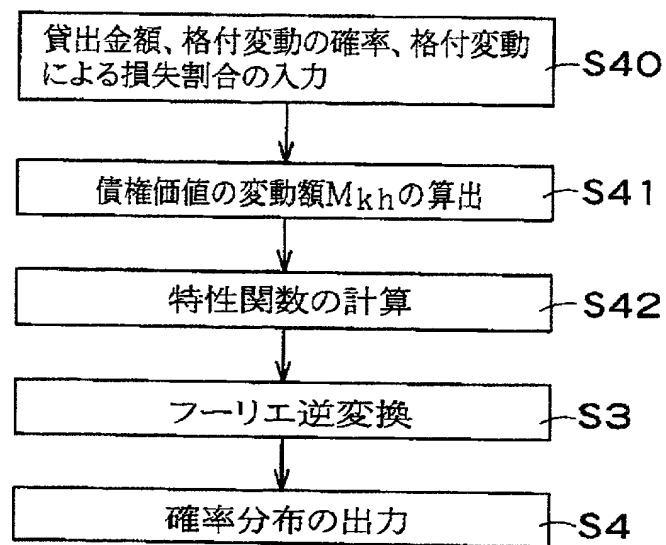 貸出金額、格付変動の確率、格付変動
による損失割合の入力
S40
債権価値の変動額Mkhの算出
S41
特性関数の計算
S42
フーリエ逆変換
S3
確率分布の出力
S4